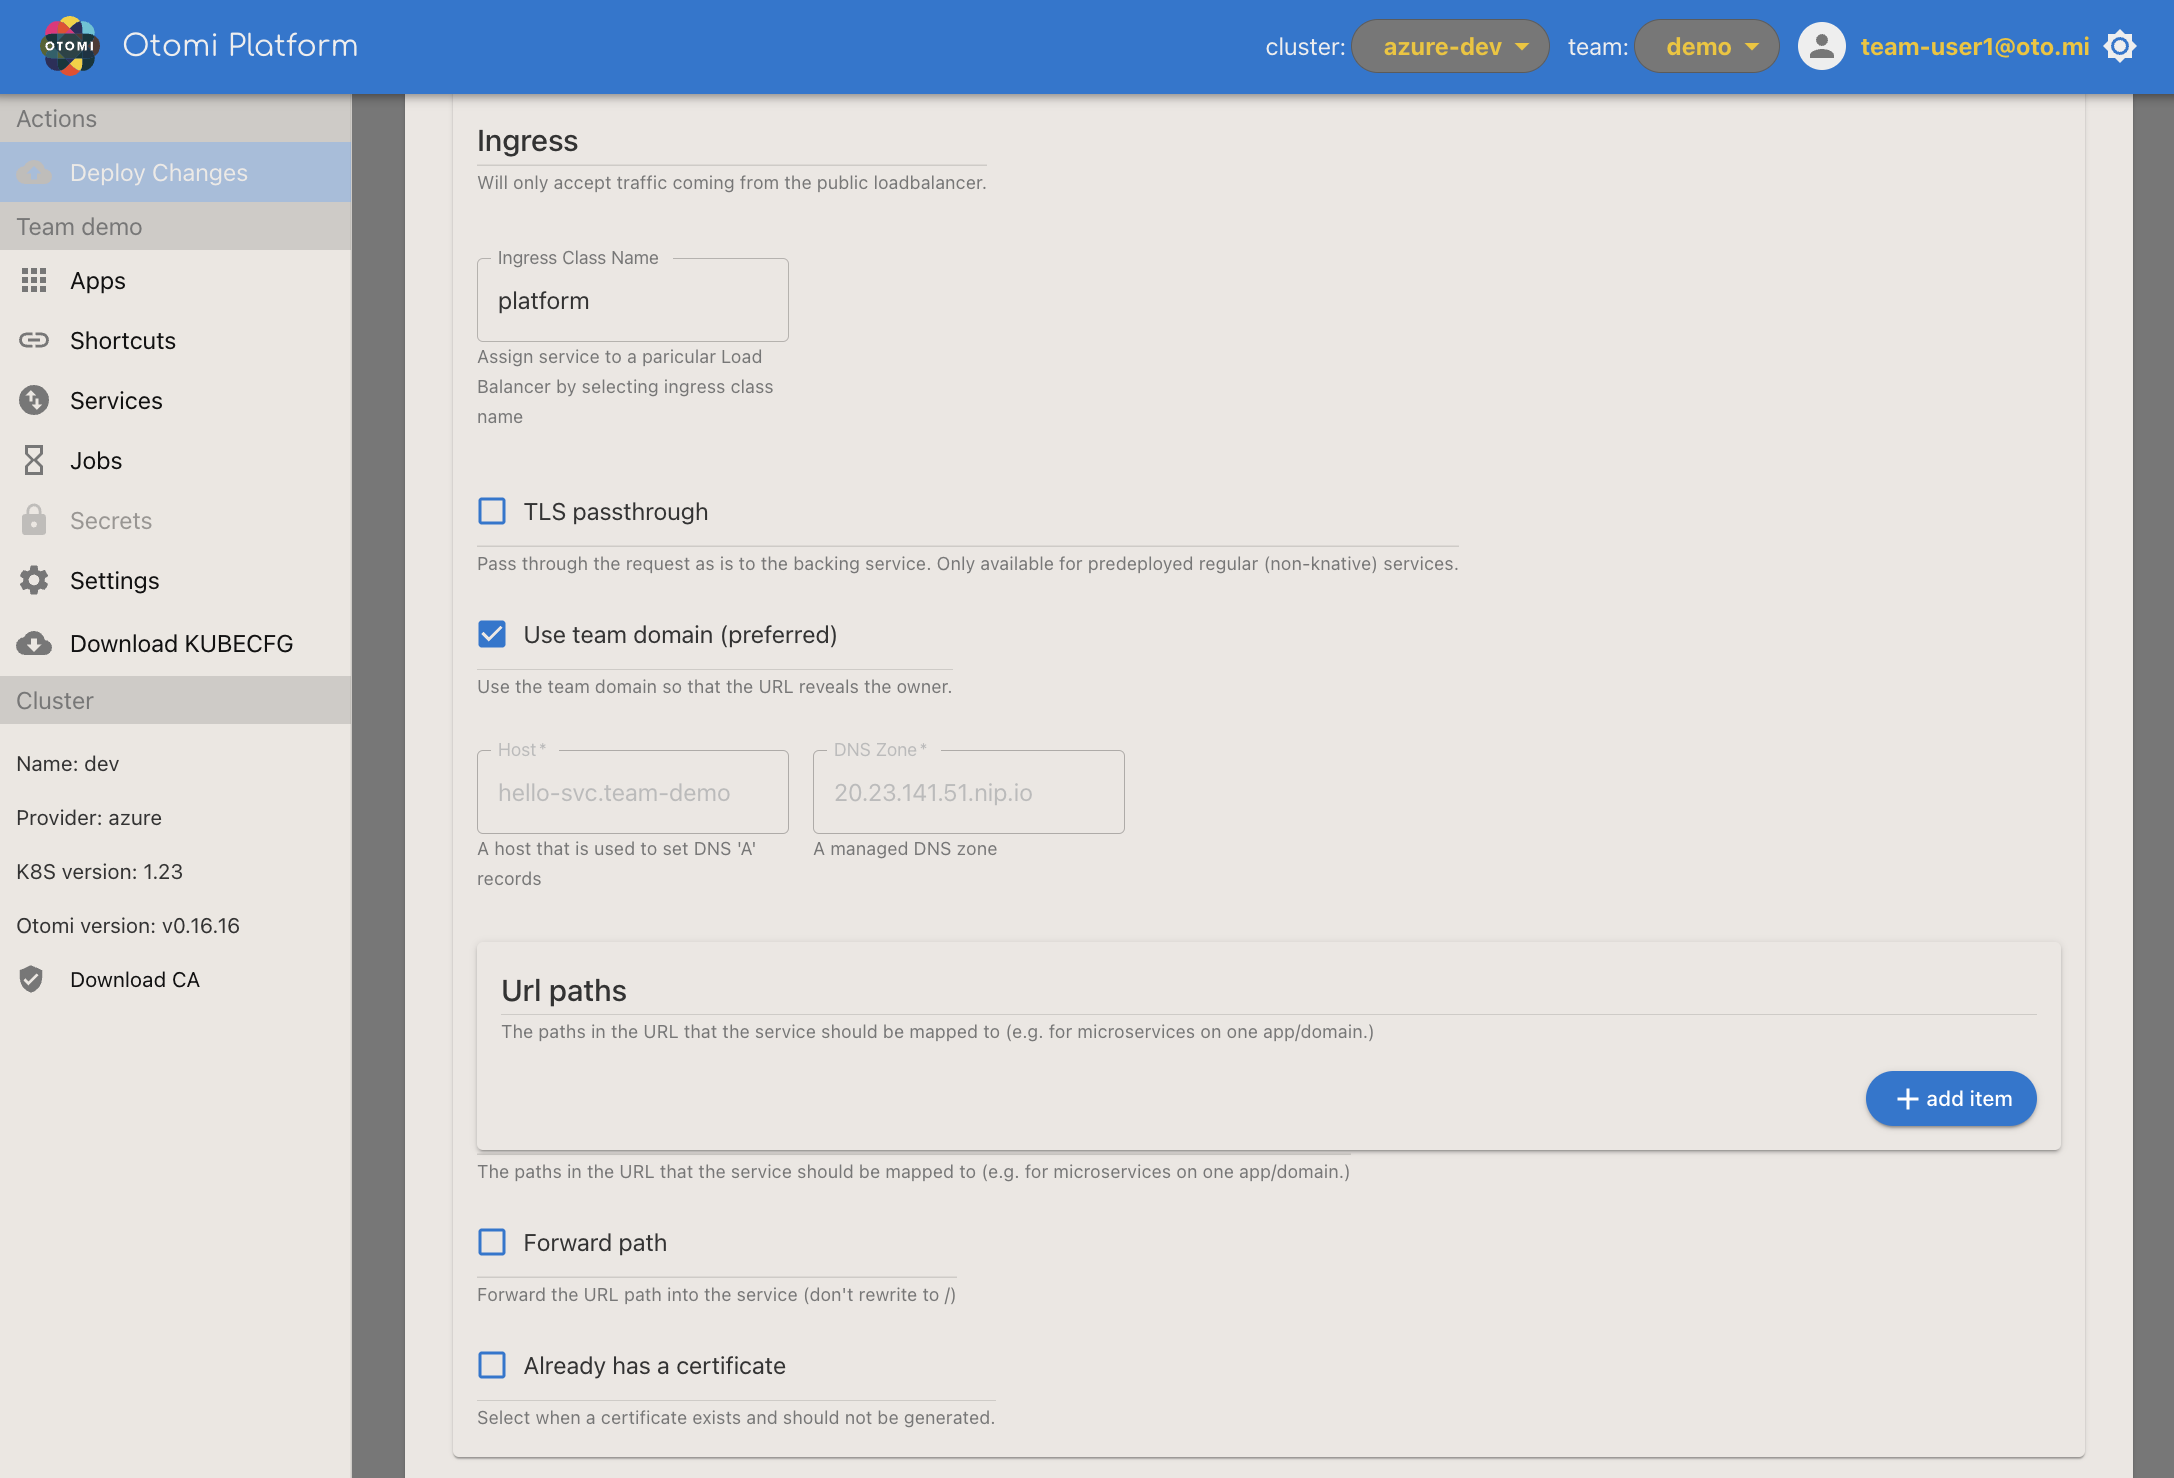 OTOMI
Otomi Platform
cluster: azure-dev team: demo team-user1@oto.mi
Actions
Deploy Changes
Team demo
Apps
Shortcuts
Services
Jobs
Secrets
Settings
Download KUBECFG
Cluster
Name: dev
Provider: azure
K8S version: 1.23
Otomi version: v0.16.16
Download CA
Ingress
Will only accept traffic coming from the public loadbalancer.
Ingress Class Name
platform
Assign service to a paricular Load
Balancer by selecting ingress class
name
TLS passthrough
Pass through the request as is to the backing service. Only available for predeployed regular (non-knative) services.
Use team domain (preferred)
Use the team domain so that the URL reveals the owner.
Host *
hello-svc.team-demo
A host that is used to set DNS 'A'
records
DNS Zone *
20.23.141.51.nip.io
A managed DNS zone
Url paths
The paths in the URL that the service should be mapped to (e.g. for microservices on one app/domain.)
add item
The paths in the URL that the service should be mapped to (e.g. for microservices on one app/domain.)
Forward path
Forward the URL path into the service (don't rewrite to /)
Already has a certificate
Select when a certificate exists and should not be generated.